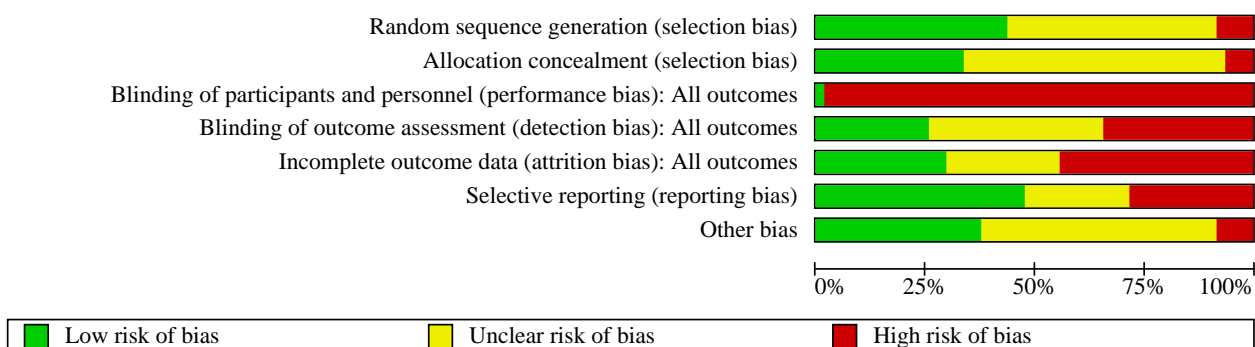 Random sequence generation (selection bias)
Allocation concealment (selection bias)
Blinding of participants and personnel (performance bias): All outcomes
Blinding of outcome assessment (detection bias): All outcomes
Incomplete outcome data (attrition bias): All outcomes
Selective reporting (reporting bias)
Other bias
0% 25% 50% 75% 100%
Low risk of bias Unclear risk of bias High risk of bias